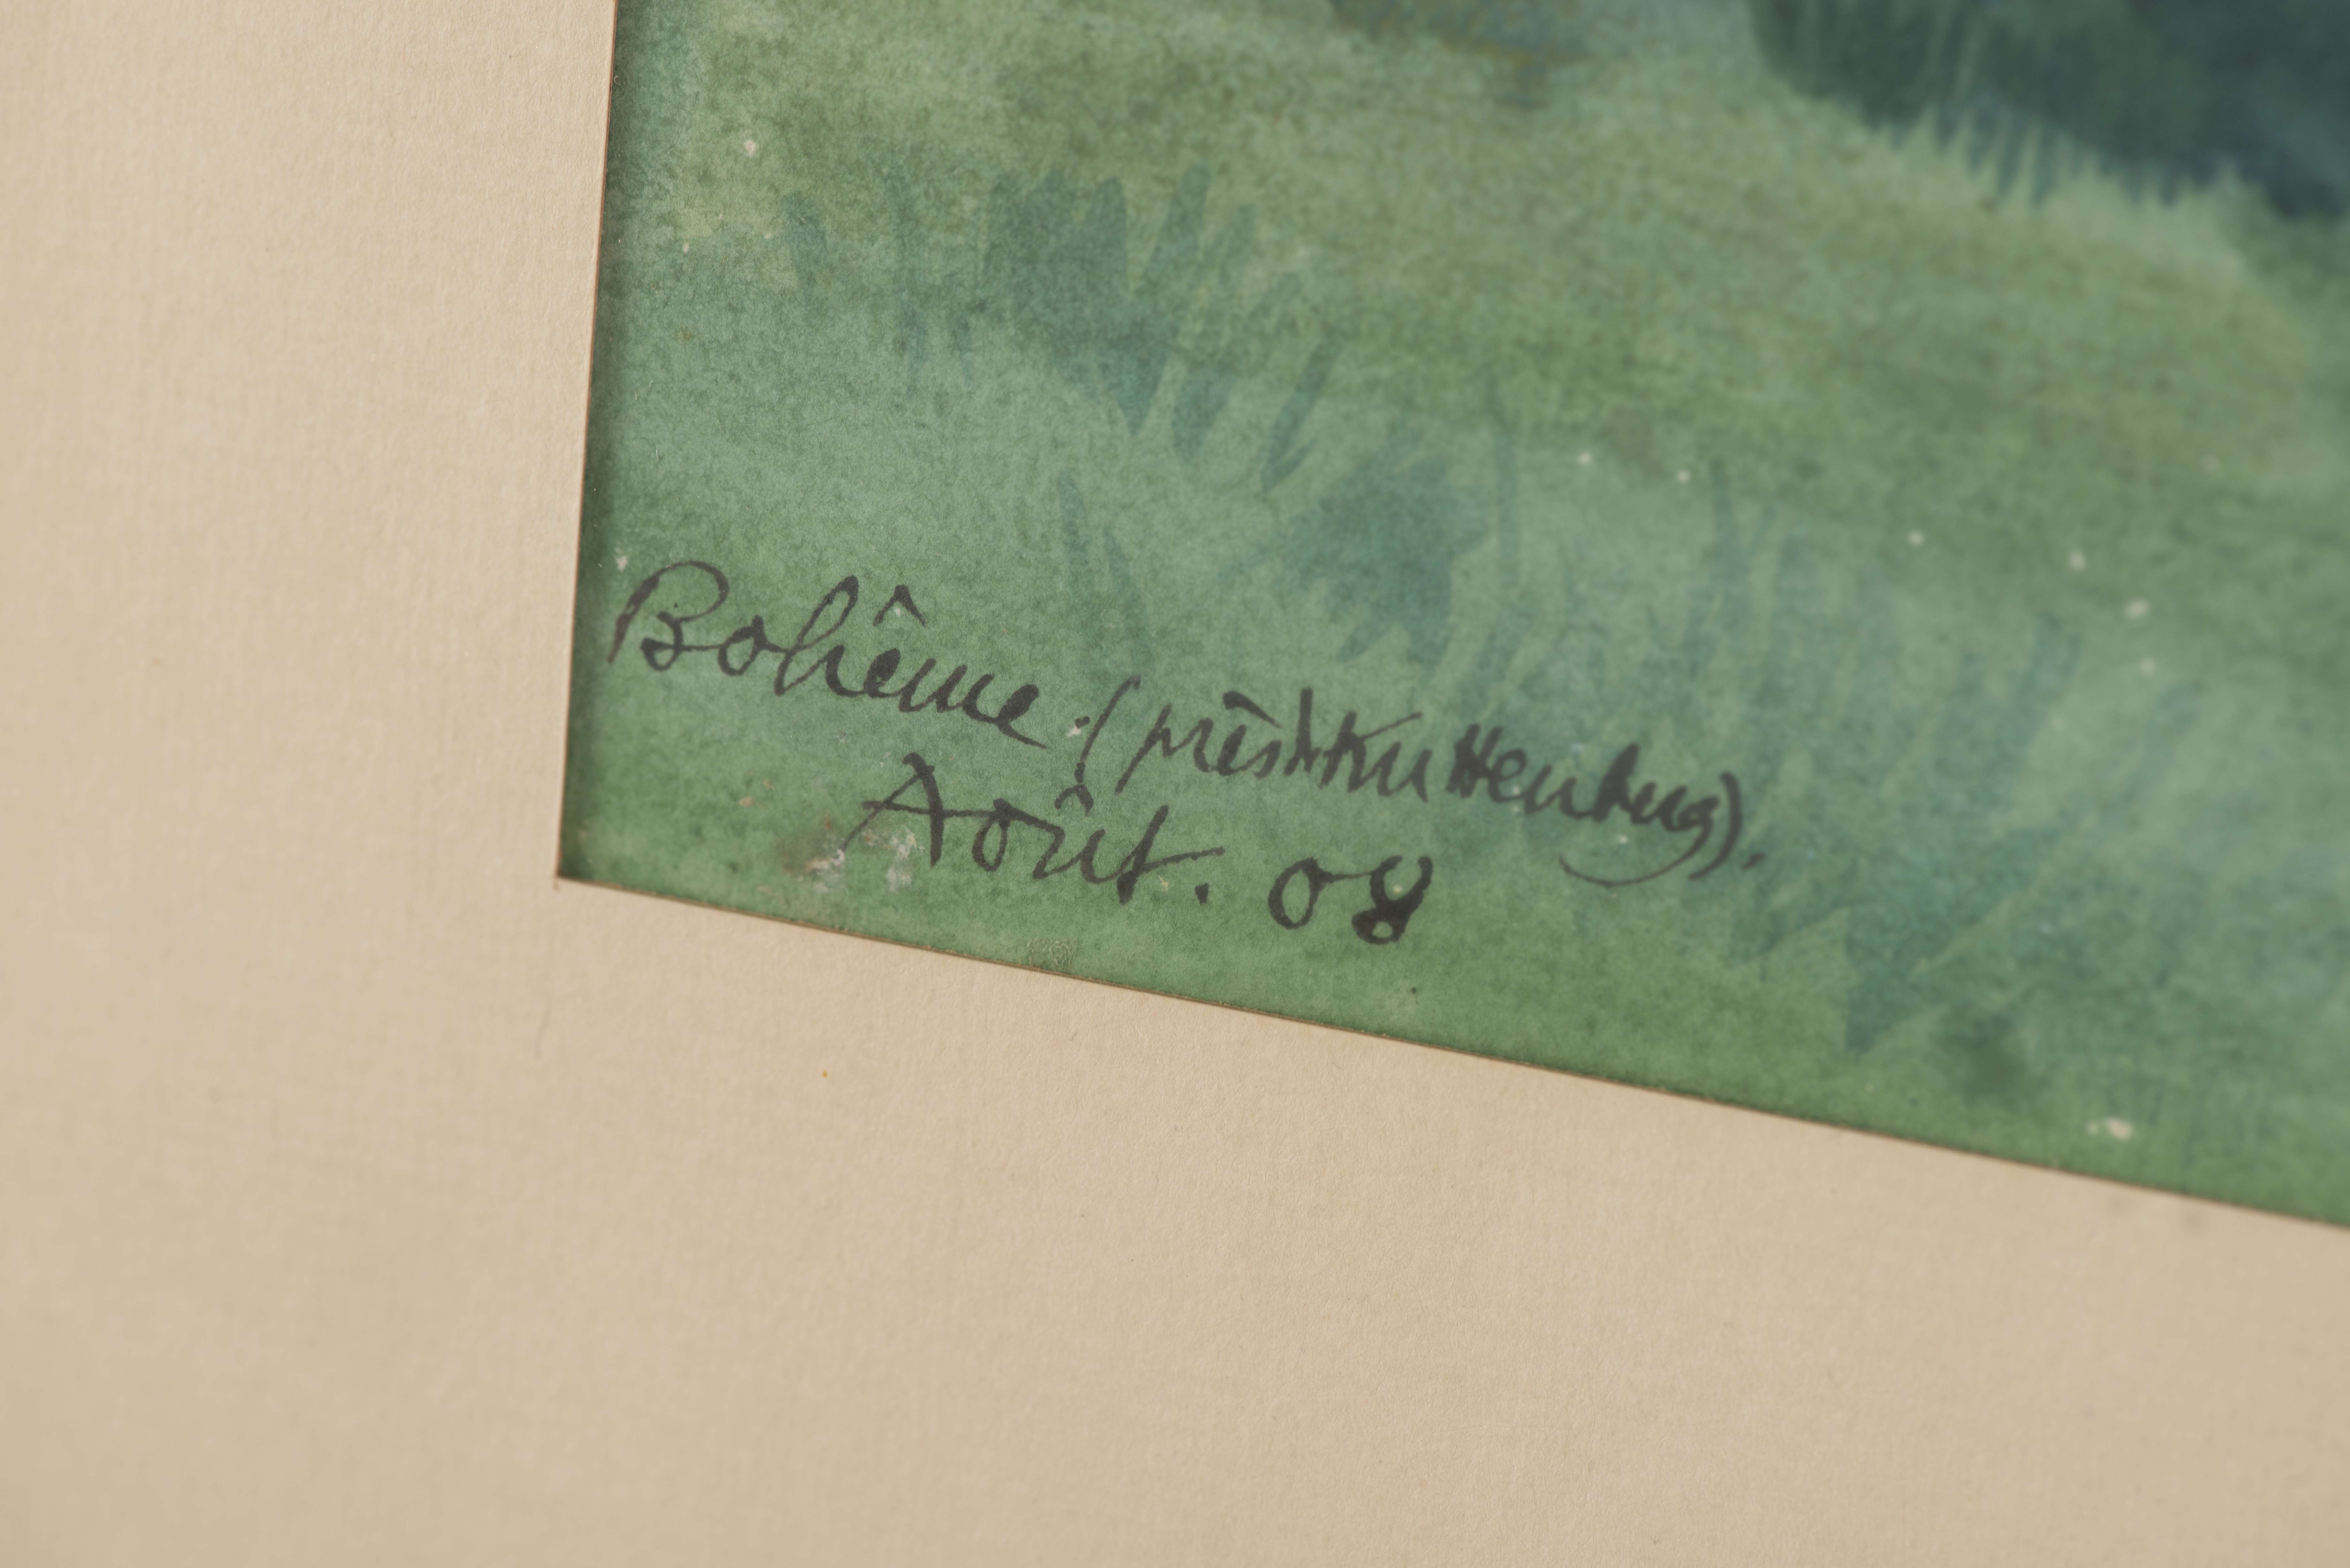 Bohême. (près Kuttenberg).
Août. 08